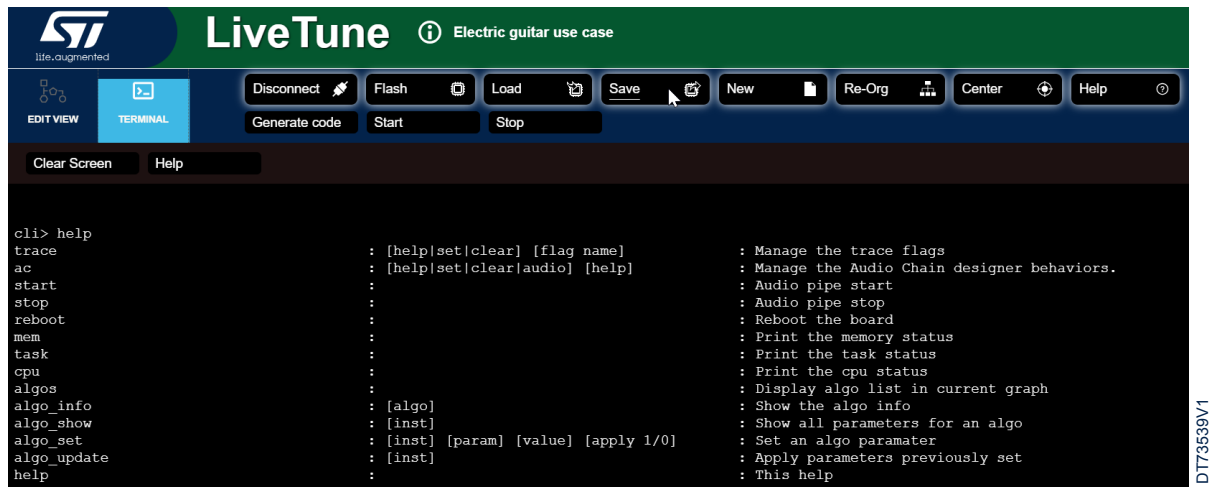 ST
life.augmented
LiveTune
Electric guitar use case
EDIT VIEW
TERMINAL
Disconnect Flash Load Save New Re-Org Center Help
Generate code Start Stop
Clear Screen Help
cli> help
trace : [help|set|clear] [flag name] : Manage the trace flags
ac : [help|set|clear|audio] [help] : Manage the Audio Chain designer behaviors.
start : : Audio pipe start
stop : : Audio pipe stop
reboot : : Reboot the board
mem : : Print the memory status
task : : Print the task status
cpu : : Print the cpu status
algos : : Display algo list in current graph
algo_info : [algo] : Show the algo info
algo_show : [inst] : Show all parameters for an algo
algo_set : [inst] [param] [value] [apply 1/0] : Set an algo paramater
algo_update : [inst] : Apply parameters previously set
help : : This help
DT73539V1